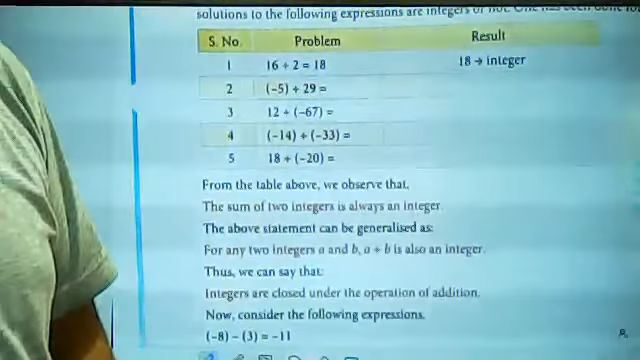 solutions to the following expressions are integers or not. One has been done for
S. No. Problem Result
1 16 + 2 = 18 18 → integer
2 (−5) + 29 =
3 12 + (−67) =
4 (−14) + (−33) =
5 18 + (−20) =
From the table above, we observe that,
The sum of two integers is always an integer.
The above statement can be generalised as:
For any two integers a and b, a + b is also an integer.
Thus, we can say that:
Integers are closed under the operation of addition.
Now, consider the following expressions.
(−8) − (3) = −11